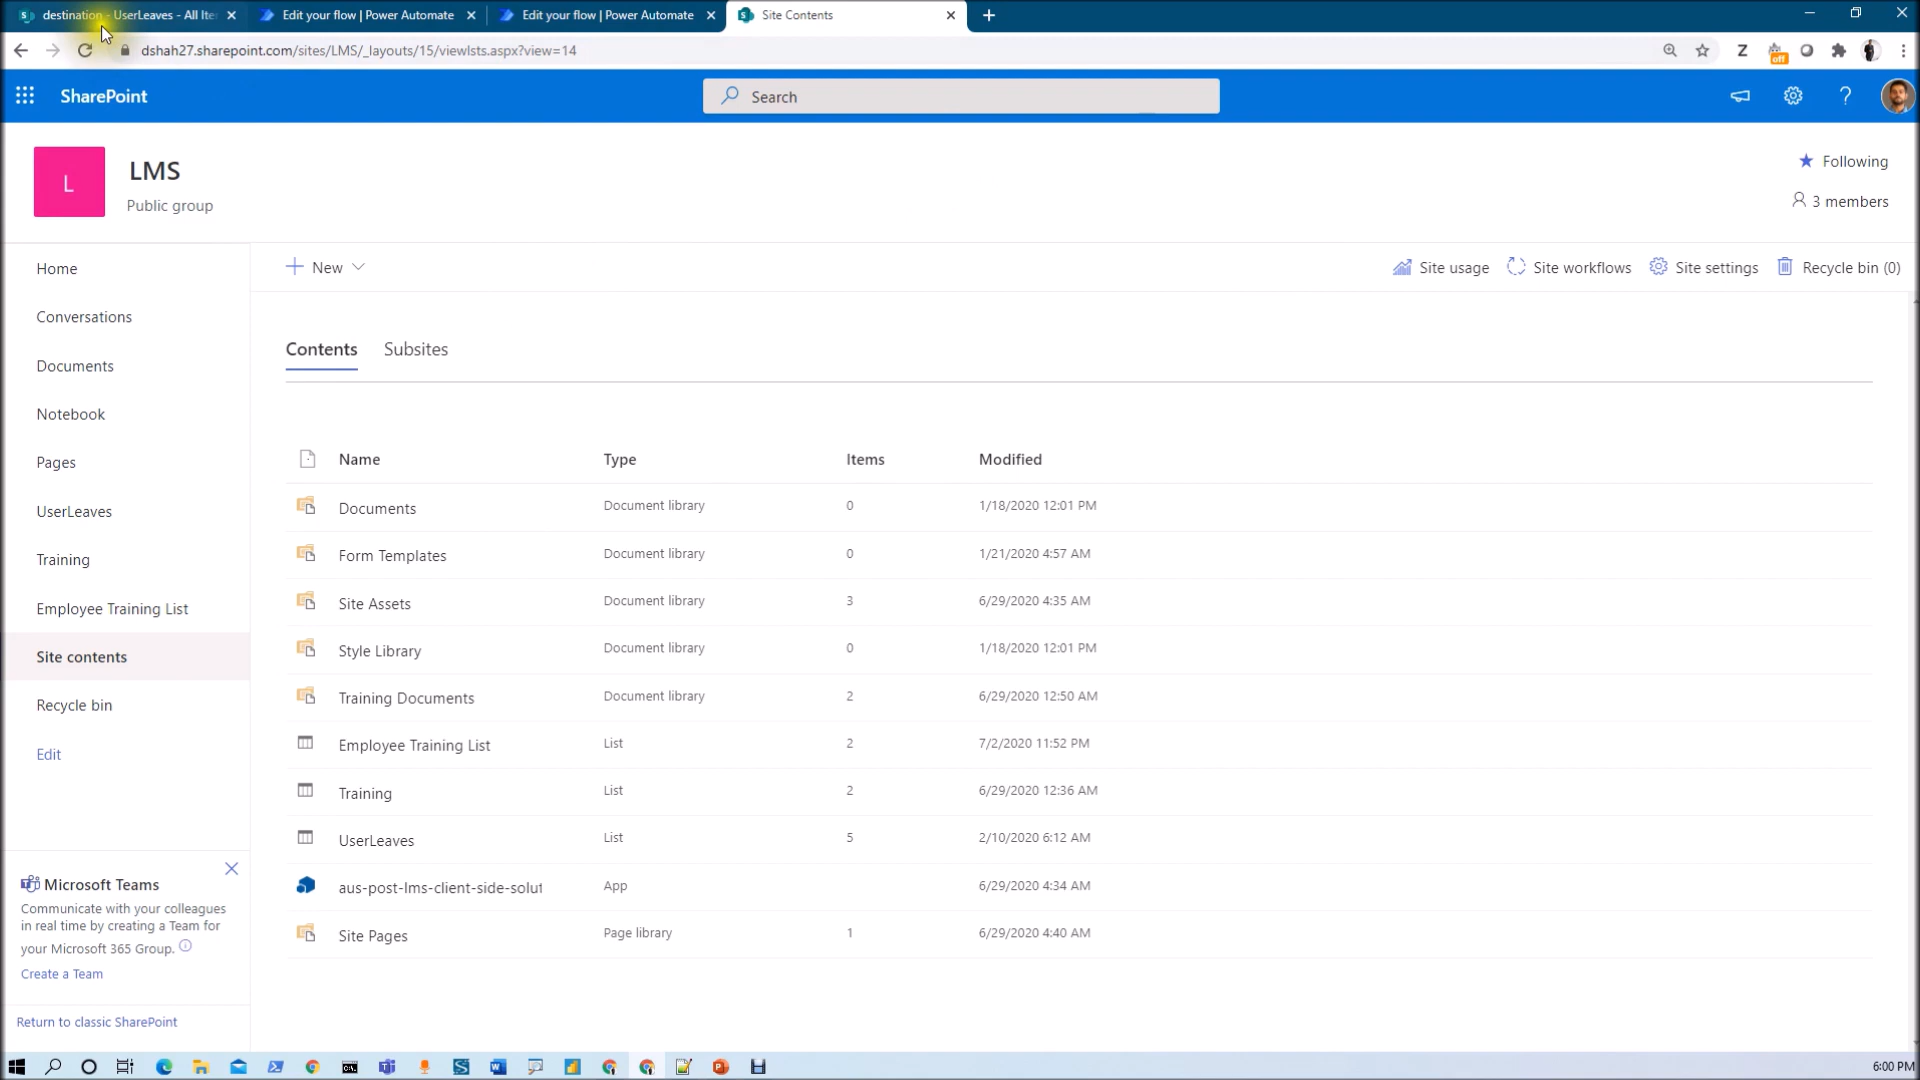 destination - UserLeaves - All Iter
Edit your flow | Power Automate
Edit your flow | Power Automate
Site Contents
dshah27.sharepoint.com/sites/LMS/_layouts/15/viewlsts.aspx?view=14
Z
off
SharePoint
Search
?
L
LMS
Public group
Following
3 members
Home
Conversations
Documents
Notebook
Pages
UserLeaves
Training
Employee Training List
Site contents
Recycle bin
Edit
New
Site usage
Site workflows
Site settings
Recycle bin (0)
Contents
Subsites
Name Type Items Modified
Documents Document library 0 1/18/2020 12:01 PM
Form Templates Document library 0 1/21/2020 4:57 AM
Site Assets Document library 3 6/29/2020 4:35 AM
Style Library Document library 0 1/18/2020 12:01 PM
Training Documents Document library 2 6/29/2020 12:50 AM
Employee Training List List 2 7/2/2020 11:52 PM
Training List 2 6/29/2020 12:36 AM
UserLeaves List 5 2/10/2020 6:12 AM
aus-post-lms-client-side-solut App 6/29/2020 4:34 AM
Site Pages Page library 1 6/29/2020 4:40 AM
Microsoft Teams
Communicate with your colleagues
in real time by creating a Team for
your Microsoft 365 Group.
Create a Team
Return to classic SharePoint
6:00 PM